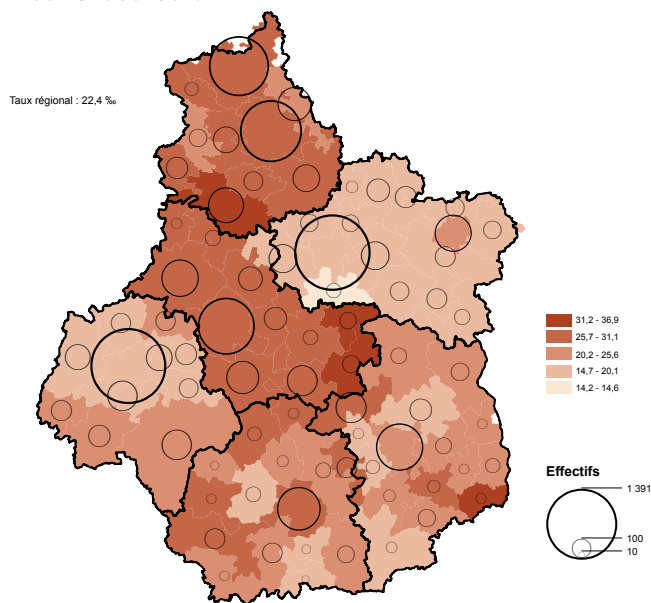 Taux régional : 22,4 ‰
31,2 - 36,9
25,7 - 31,1
20,2 - 25,6
14,7 - 20,1
14,2 - 14,6
Effectifs
1 391
100
10